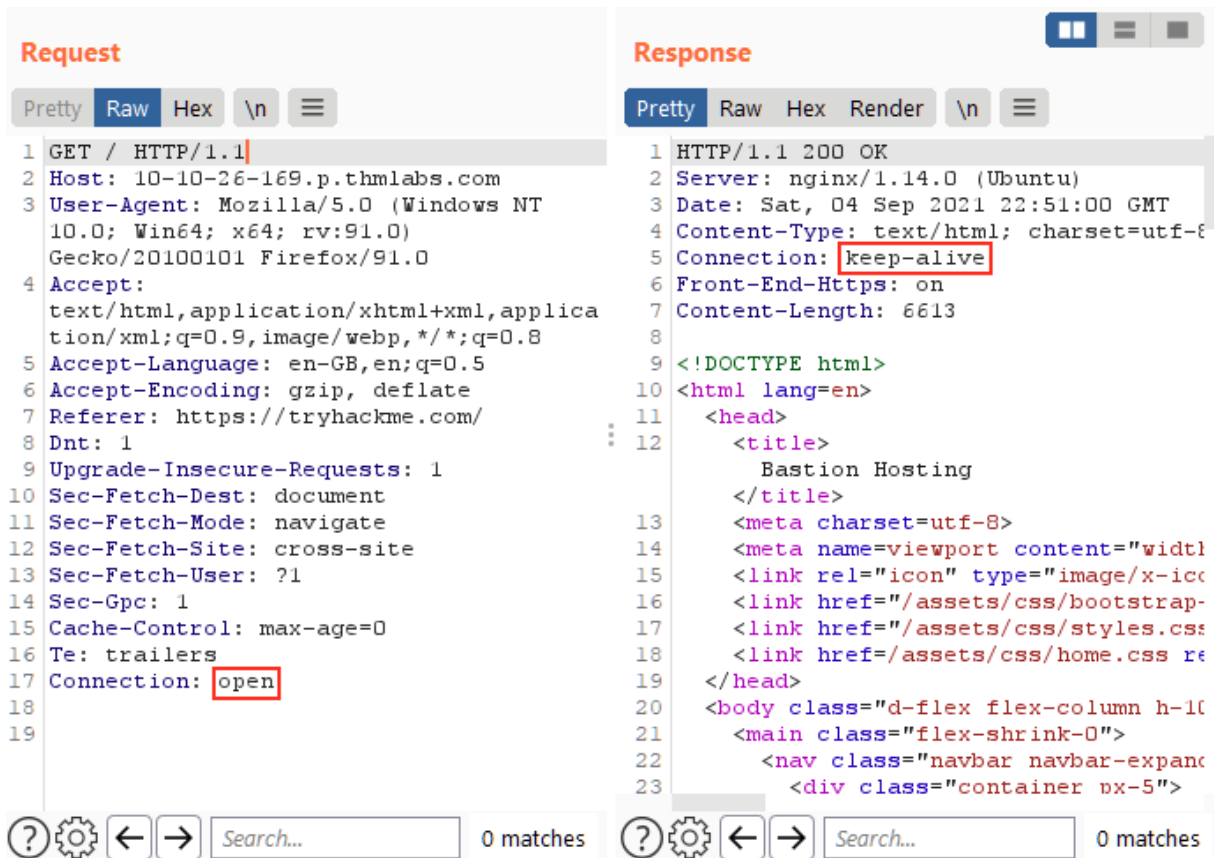 Request
Pretty Raw Hex \n
1 GET / HTTP/1.1
2 Host: 10-10-26-169.p.thmlabs.com
3 User-Agent: Mozilla/5.0 (Windows NT
10.0; Win64; x64; rv:91.0)
Gecko/20100101 Firefox/91.0
4 Accept:
text/html,application/xhtml+xml,applica
tion/xml;q=0.9,image/webp,*/*;q=0.8
5 Accept-Language: en-GB,en;q=0.5
6 Accept-Encoding: gzip, deflate
7 Referer: https://tryhackme.com/
8 Dnt: 1
9 Upgrade-Insecure-Requests: 1
10 Sec-Fetch-Dest: document
11 Sec-Fetch-Mode: navigate
12 Sec-Fetch-Site: cross-site
13 Sec-Fetch-User: ?1
14 Sec-Gpc: 1
15 Cache-Control: max-age=0
16 Te: trailers
17 Connection: open
18
19
? Search... 0 matches
Response
Pretty Raw Hex Render \n
1 HTTP/1.1 200 OK
2 Server: nginx/1.14.0 (Ubuntu)
3 Date: Sat, 04 Sep 2021 22:51:00 GMT
4 Content-Type: text/html; charset=utf-8
5 Connection: keep-alive
6 Front-End-Https: on
7 Content-Length: 6613
8
9 <!DOCTYPE html>
10 <html lang=en>
11 <head>
12 <title>
Bastion Hosting
</title>
13 <meta charset=utf-8>
14 <meta name=viewport content="width
15 <link rel="icon" type="image/x-ico
16 <link href="/assets/css/bootstrap-
17 <link href="/assets/css/styles.css
18 <link href=/assets/css/home.css re
19 </head>
20 <body class="d-flex flex-column h-10
21 <main class="flex-shrink-0">
22 <nav class="navbar navbar-expand
23 <div class="container px-5">
? Search... 0 matches